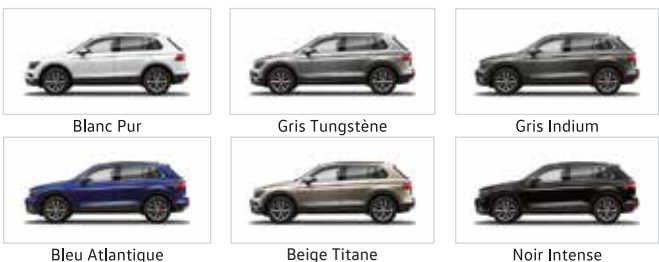 Blanc Pur
Gris Tungstène
Gris Indium
Bleu Atlantique
Beige Titane
Noir Intense